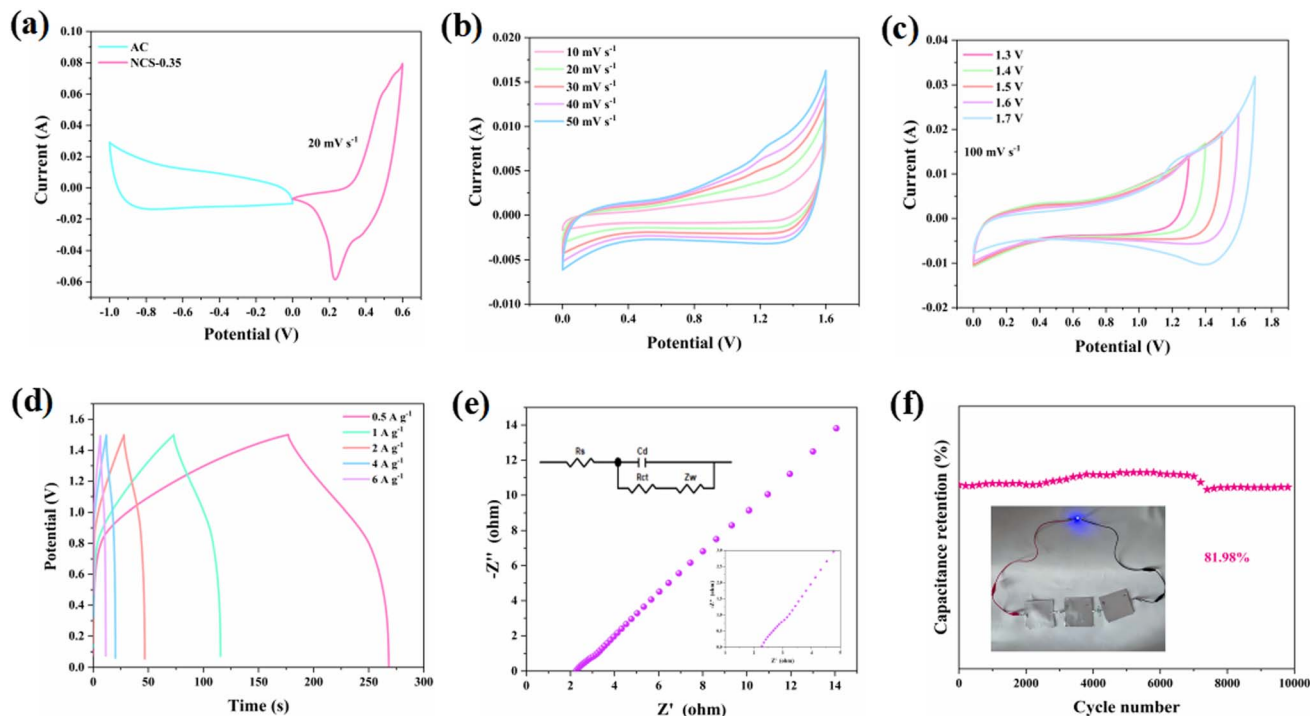 (a)
AC
NCS-0.35
20 mV s⁻¹
Current (A)
0.10
0.08
0.06
0.04
0.02
0.00
-0.02
-0.04
-0.06
-1.0 -0.8 -0.6 -0.4 -0.2 0.0 0.2 0.4 0.6
Potential (V)
(b)
10 mV s⁻¹
20 mV s⁻¹
30 mV s⁻¹
40 mV s⁻¹
50 mV s⁻¹
Current (A)
0.020
0.015
0.010
0.005
0.000
-0.005
-0.010
0.0 0.4 0.8 1.2 1.6
Potential (V)
(c)
1.3 V
1.4 V
1.5 V
1.6 V
1.7 V
100 mV s⁻¹
Current (A)
0.04
0.03
0.02
0.01
0.00
-0.01
-0.02
0.0 0.2 0.4 0.6 0.8 1.0 1.2 1.4 1.6 1.8
Potential (V)
(d)
0.5 A g⁻¹
1 A g⁻¹
2 A g⁻¹
4 A g⁻¹
6 A g⁻¹
Potential (V)
1.6
1.4
1.2
1.0
0.8
0.6
0.4
0.2
0.0
0 50 100 150 200 250 300
Time (s)
(e)
Rs
Cd
Rct
Zw
-Z'' (ohm)
14
12
10
8
6
4
2
0
0 2 4 6 8 10 12 14
Z' (ohm)
-Z'' (ohm)
3.0
2.5
2.0
1.5
1.0
0.5
0.0
1 2 3 4 5
Z' (ohm)
(f)
Capacitance retention (%)
81.98%
0 2000 4000 6000 8000 10000
Cycle number